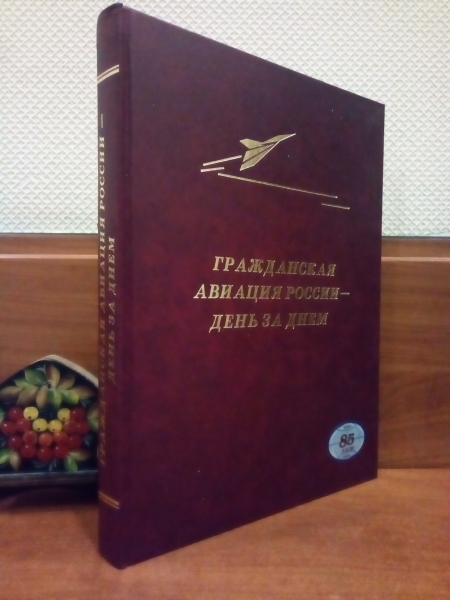 ГРАЖДАНСКАЯ АВИАЦИЯ РОССИИ —
ДЕНЬ ЗА ДНЕМ
ГРАЖДАНСКАЯ
АВИАЦИЯ РОССИИ—
ДЕНЬ ЗА ДНЕМ
85